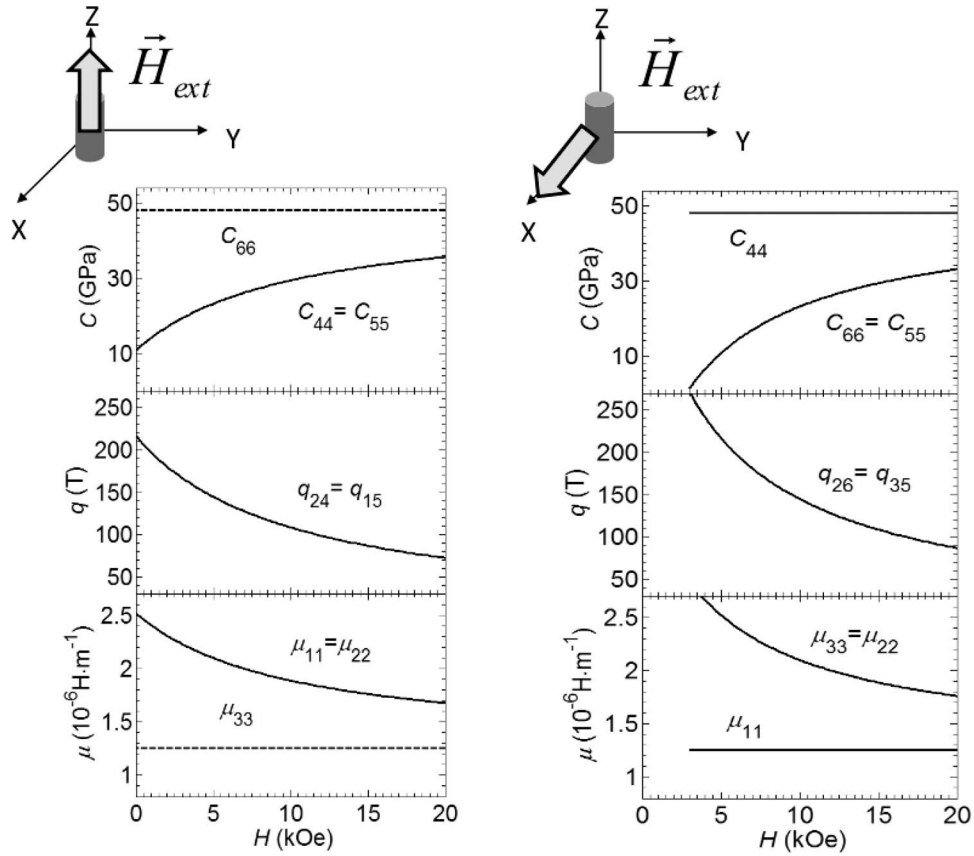 Z
H⃗ext
Y
X
50
30
10
C (GPa)
C66
C44= C55
250
200
150
100
50
q (T)
q24= q15
2.5
2
1.5
1
μ (10-6H·m-1)
μ11=μ22
μ33
0 5 10 15 20
H (kOe)
Z
H⃗ext
Y
X
50
30
10
C (GPa)
C44
C66= C55
250
200
150
100
50
q (T)
q26= q35
2.5
2
1.5
1
μ (10-6H·m-1)
μ33=μ22
μ11
0 5 10 15 20
H (kOe)